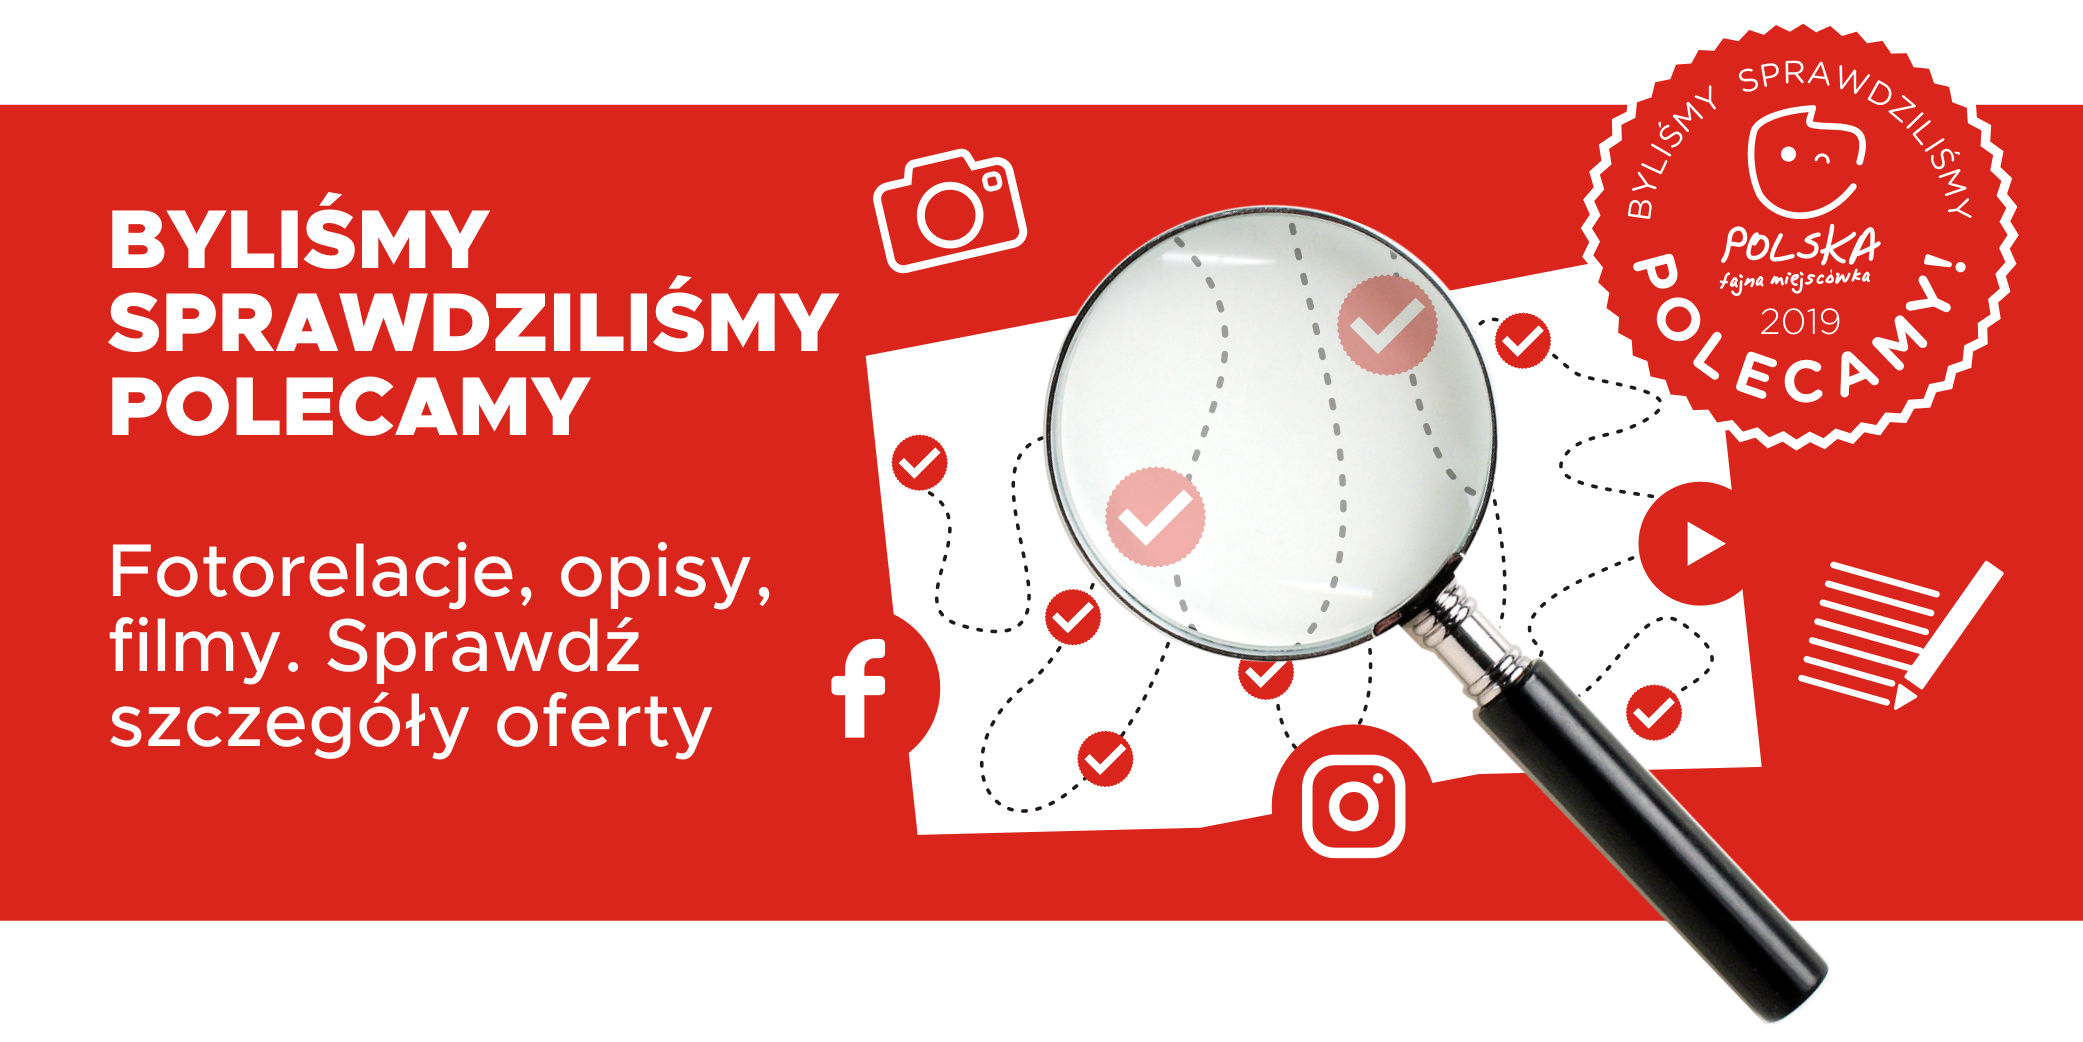 BYLIŚMY
SPRAWDZILIŚMY
POLECAMY
Fotorelacje, opisy,
filmy. Sprawdź
szczegóły oferty
BYLIŚMY SPRAWDZILIŚMY
POLSKA
fajna miejscówka
2019
POLECAMY!